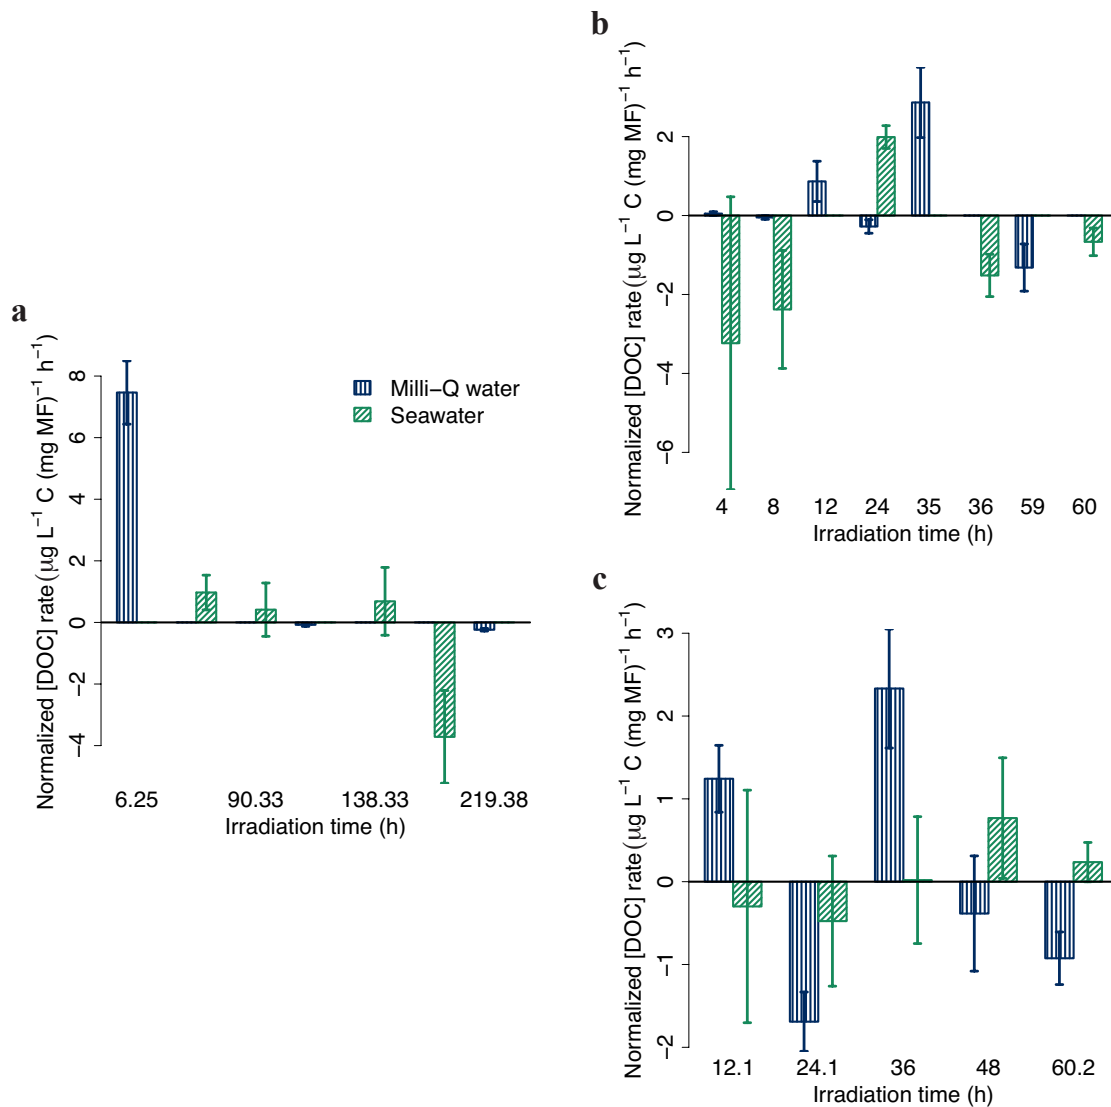 a
Normalized [DOC] rate (µg L⁻¹ C (mg MF)⁻¹ h⁻¹)
8
6
4
2
0
−2
−4
Milli−Q water
Seawater
6.25 90.33 138.33 219.38
Irradiation time (h)
b
Normalized [DOC] rate (µg L⁻¹ C (mg MF)⁻¹ h⁻¹)
2
0
−2
−4
−6
4 8 12 24 35 36 59 60
Irradiation time (h)
c
Normalized [DOC] rate (µg L⁻¹ C (mg MF)⁻¹ h⁻¹)
3
2
1
0
−1
−2
12.1 24.1 36 48 60.2
Irradiation time (h)